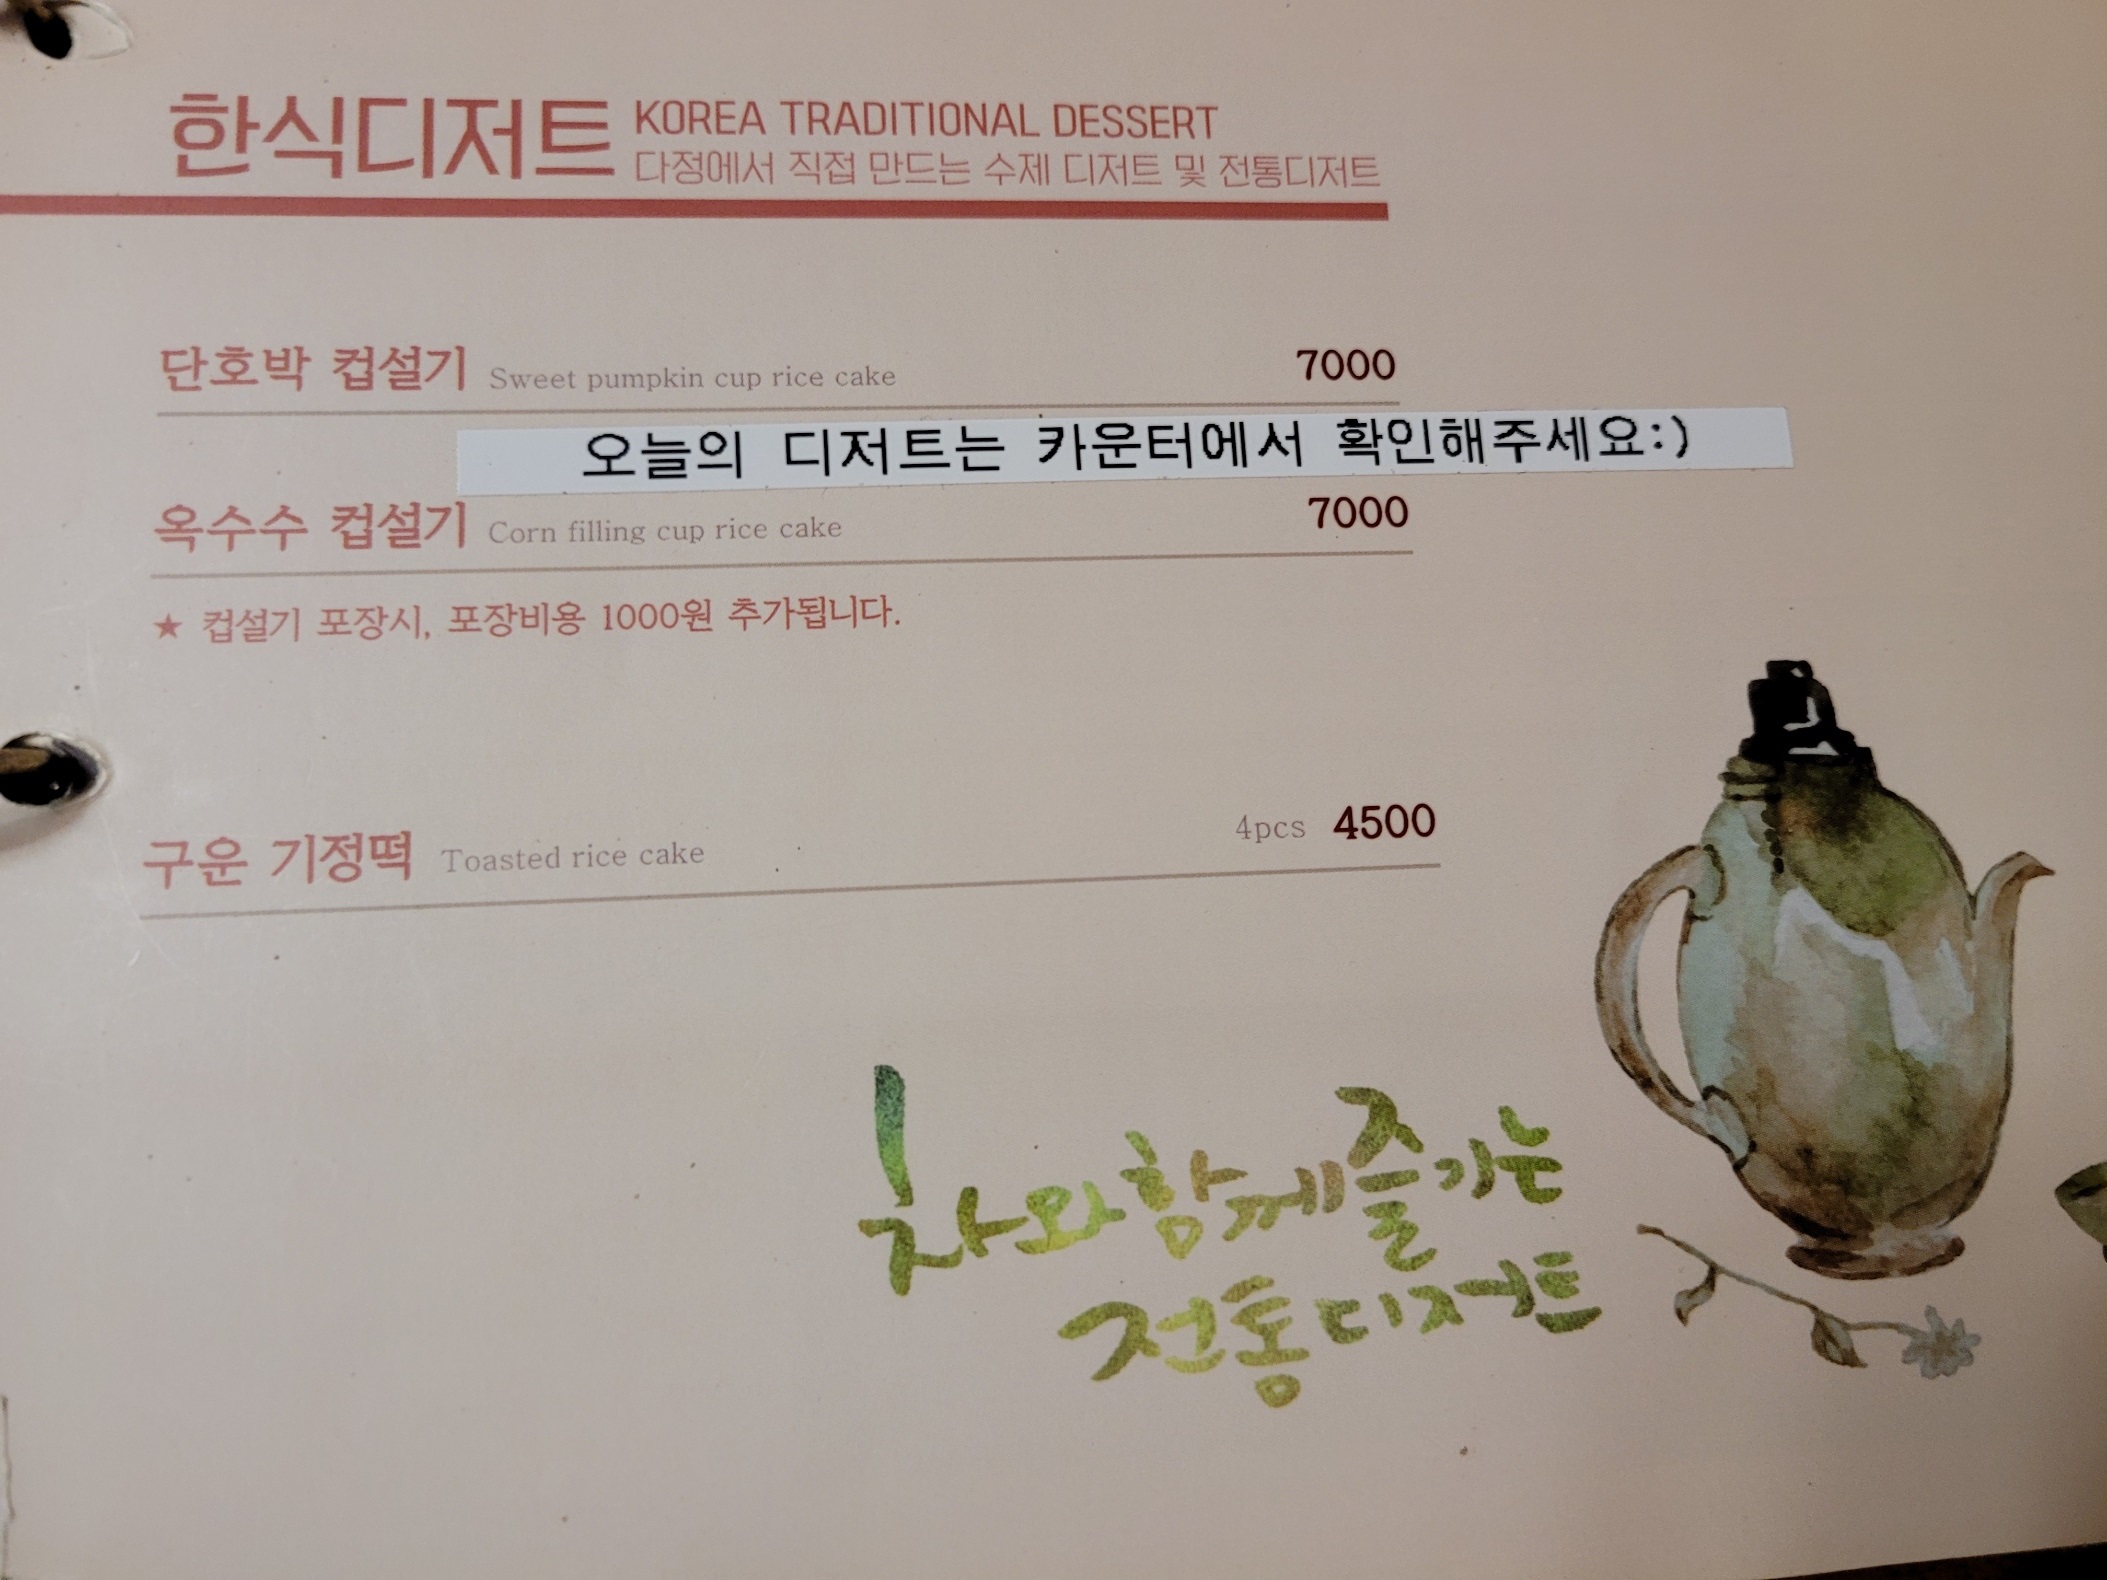 한식디저트 KOREA TRADITIONAL DESSERT
다정에서 직접 만드는 수제 디저트 및 전통디저트
단호박 컵설기 Sweet pumpkin cup rice cake 7000
오늘의 디저트는 카운터에서 확인해주세요:)
옥수수 컵설기 Corn filling cup rice cake 7000
★ 컵설기 포장시, 포장비용 1000원 추가됩니다.
구운 기정떡 Toasted rice cake 4pcs 4500
차와 함께 즐기는
전통디저트